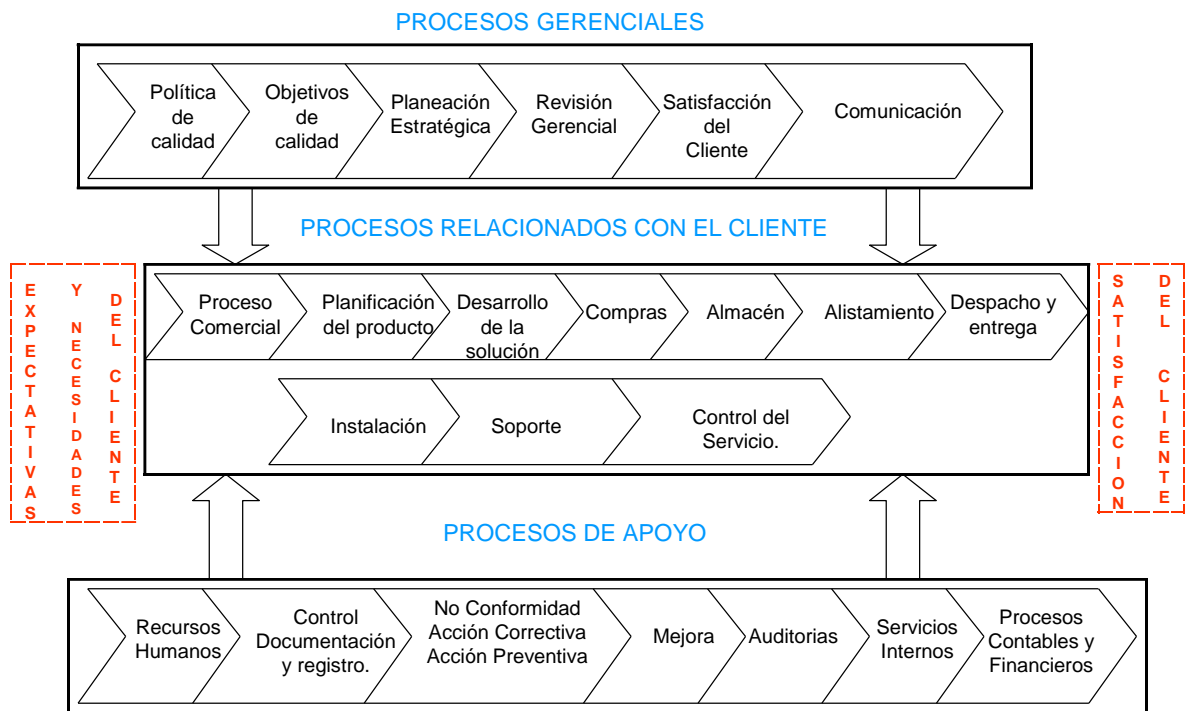 PROCESOS GERENCIALES
Política
de
calidad
Objetivos
de
calidad
Planeación
Estratégica
Revisión
Gerencial
Satisfacción
del
Cliente
Comunicación
PROCESOS RELACIONADOS CON EL CLIENTE
EXPECTATIVAS
Y NECESIDADES
DEL CLIENTE
Proceso
Comercial
Planificación
del producto
Desarrollo
de la
solución
Compras
Almacén
Alistamiento
Despacho y
entrega
Instalación
Soporte
Control del
Servicio.
SATISFACCION
DEL CLIENTE
PROCESOS DE APOYO
Recursos
Humanos
Control
Documentación
y registro.
No Conformidad
Acción Correctiva
Acción Preventiva
Mejora
Auditorias
Servicios
Internos
Procesos
Contables y
Financieros